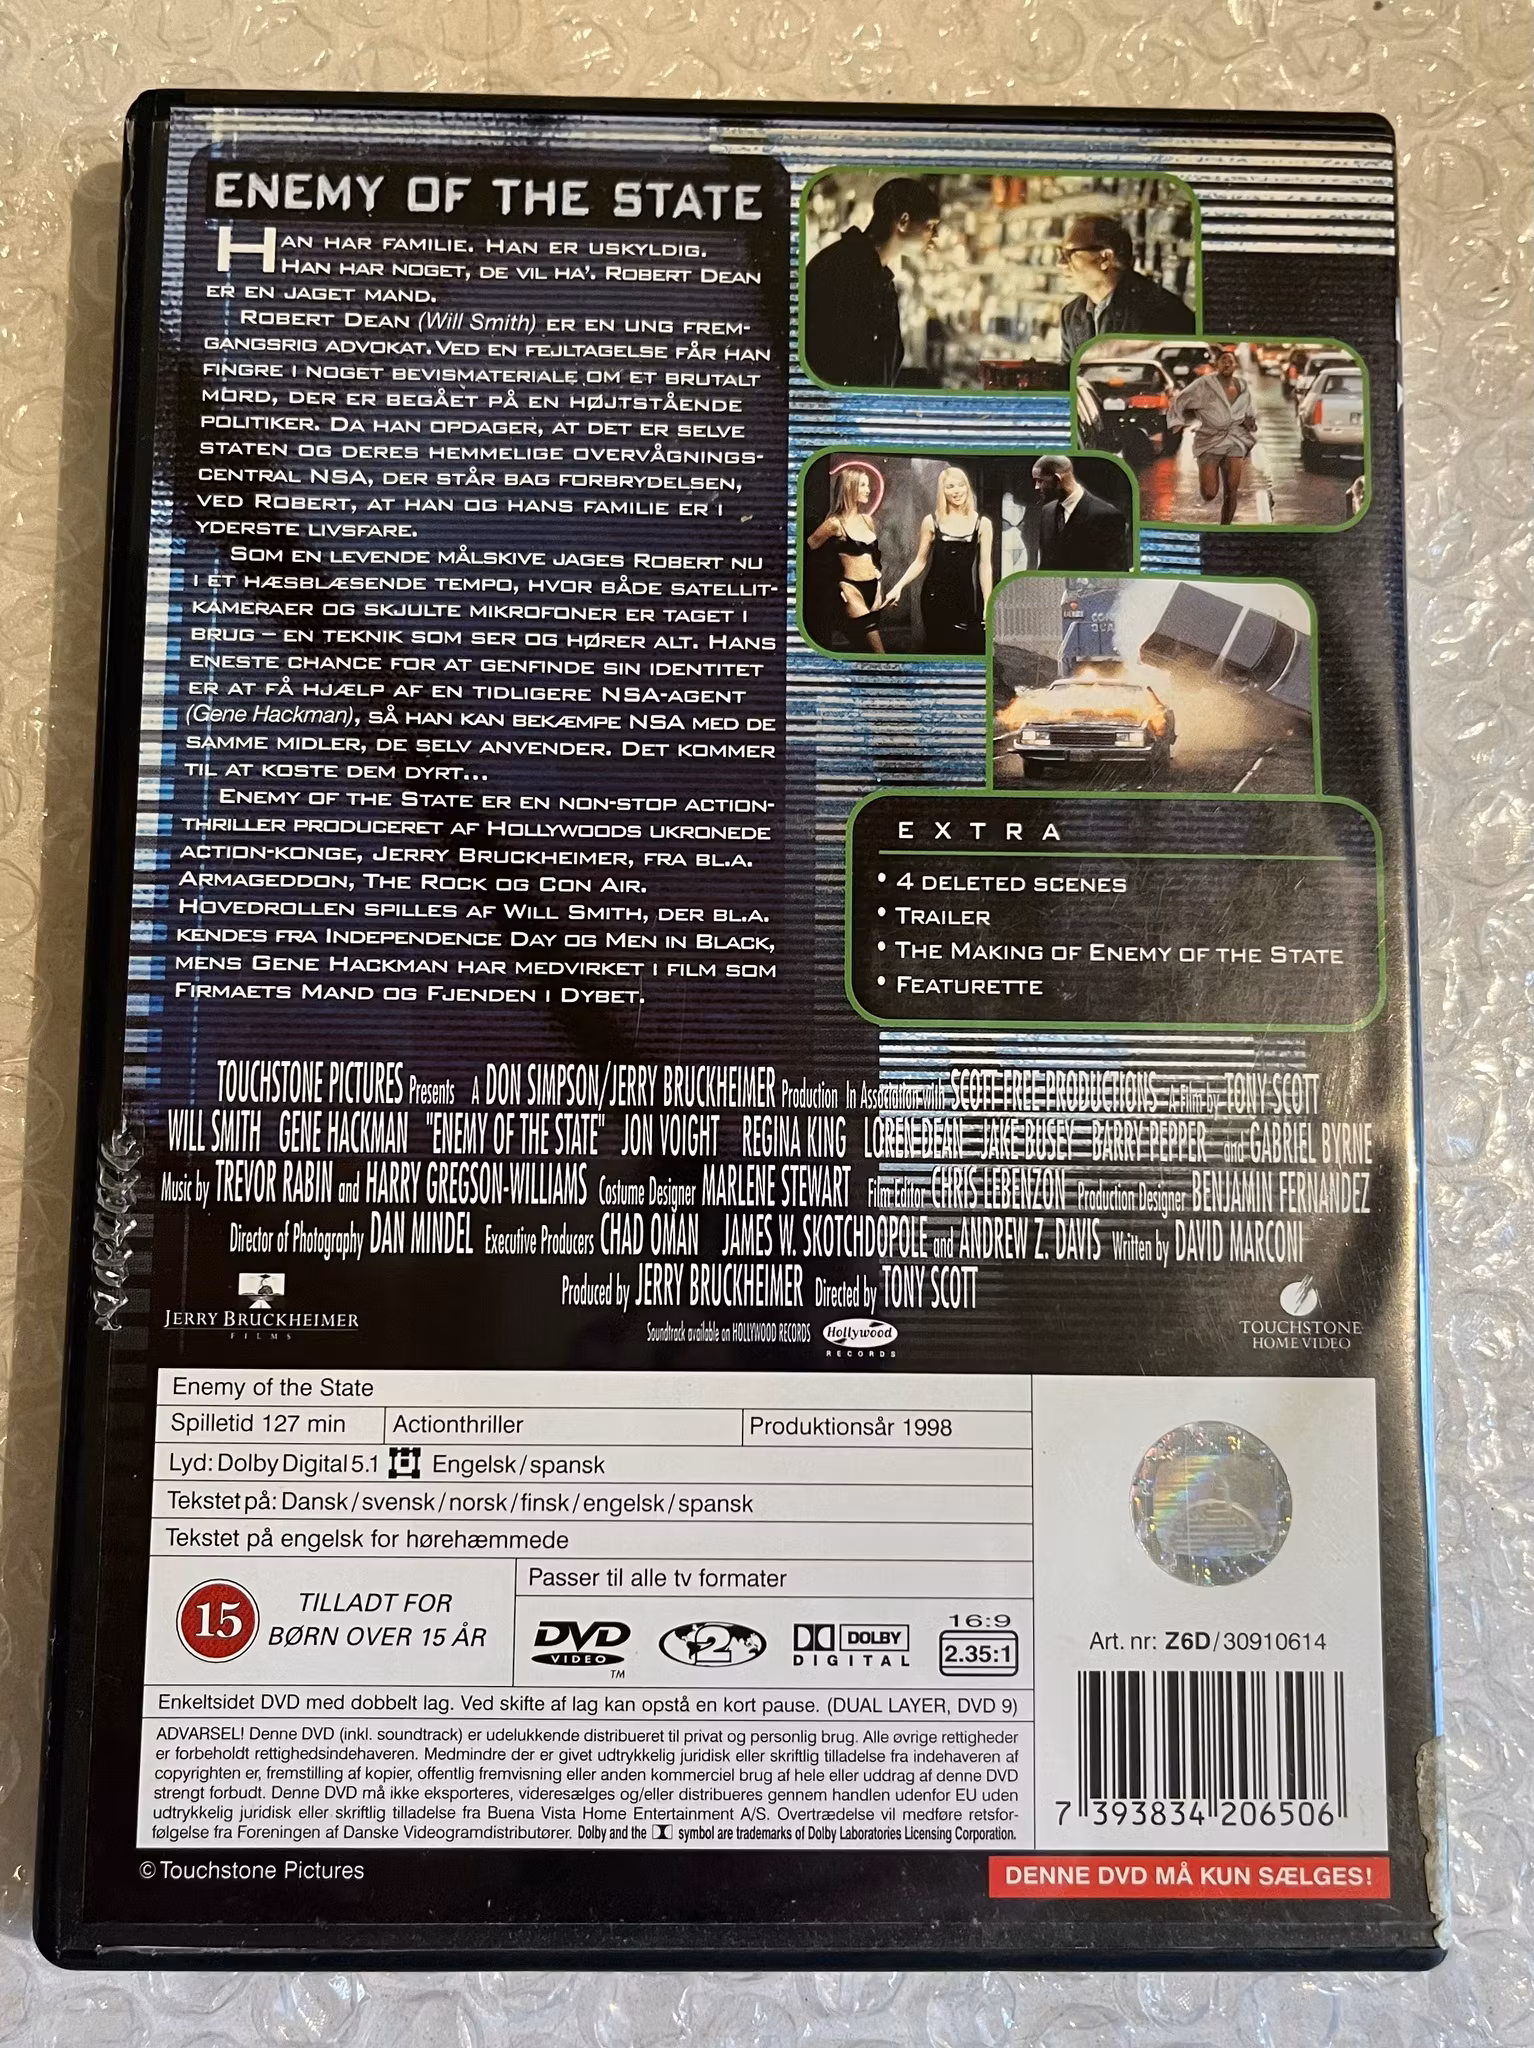 ENEMY OF THE STATE
HAN HAR FAMILIE. HAN ER USKYLDIG.
HAN HAR NOGET, DE VIL HA'. ROBERT DEAN
ER EN JAGET MAND.
ROBERT DEAN (Will Smith) ER EN UNG FREM-
GANGSRIG ADVOKAT. VED EN FEJLTAGELSE FÅR HAN
FINGRE I NOGET BEVISMATERIALE OM ET BRUTALT
MORD, DER ER BEGÅET PÅ EN HØJTSTÅENDE
POLITIKER. DA HAN OPDAGER, AT DET ER SELVE
STATEN OG DERES HEMMELIGE OVERVÅGNINGS-
CENTRAL NSA, DER STÅR BAG FORBRYDELSEN,
VED ROBERT, AT HAN OG HANS FAMILIE ER I
YDERSTE LIVSFARE.
SOM EN LEVENDE MÅLSKIVE JAGES ROBERT NU
I ET HÆSBLÆSENDE TEMPO, HVOR BÅDE SATELLIT-
KAMERAER OG SKJULTE MIKROFONER ER TAGET I
BRUG – EN TEKNIK SOM SER OG HØRER ALT. HANS
ENESTE CHANCE FOR AT GENFINDE SIN IDENTITET
ER AT FÅ HJÆLP AF EN TIDLIGERE NSA-AGENT
(Gene Hackman), SÅ HAN KAN BEKÆMPE NSA MED DE
SAMME MIDLER, DE SELV ANVENDER. DET KOMMER
TIL AT KOSTE DEM DYRT...
ENEMY OF THE STATE ER EN NON-STOP ACTION-
THRILLER PRODUCERET AF HOLLYWOODS UKRONEDE
ACTION-KONGE, JERRY BRUCKHEIMER, FRA BL.A.
ARMAGEDDON, THE ROCK OG CON AIR.
HOVEDROLLEN SPILLES AF WILL SMITH, DER BL.A.
KENDES FRA INDEPENDENCE DAY OG MEN IN BLACK,
MENS GENE HACKMAN HAR MEDVIRKET I FILM SOM
FIRMAETS MAND OG FJENDEN I DYBET.
EXTRA
• 4 DELETED SCENES
• TRAILER
• THE MAKING OF ENEMY OF THE STATE
• FEATURETTE
TOUCHSTONE PICTURES Presents A DON SIMPSON/JERRY BRUCKHEIMER Production In Association with SCOTT FREE PRODUCTIONS A Film by TONY SCOTT
WILL SMITH GENE HACKMAN "ENEMY OF THE STATE" JON VOIGHT REGINA KING LOREN DEAN JAKE BUSEY BARRY PEPPER and GABRIEL BYRNE
Music by TREVOR RABIN and HARRY GREGSON-WILLIAMS Costume Designer MARLENE STEWART Film Editor CHRIS LEBENZON Production Designer BENJAMIN FERNANDEZ
Director of Photography DAN MINDEL Executive Producers CHAD OMAN JAMES W. SKOTCHDOPOLE and ANDREW Z. DAVIS Written by DAVID MARCONI
Produced by JERRY BRUCKHEIMER Directed by TONY SCOTT
JERRY BRUCKHEIMER
FILMS
Soundtrack available on HOLLYWOOD RECORDS
Hollywood
RECORDS
TOUCHSTONE
HOME VIDEO
Enemy of the State
Spilletid 127 min
Actionthriller
Produktionsår 1998
Lyd: Dolby Digital 5.1 Engelsk/spansk
Tekstet på: Dansk/svensk/norsk/finsk/engelsk/spansk
Tekstet på engelsk for hørehæmmede
15
TILLADT FOR
BØRN OVER 15 ÅR
Passer til alle tv formater
DVD
VIDEO
TM
2
DOLBY
DIGITAL
16:9
2.35:1
Enkeltsidet DVD med dobbelt lag. Ved skifte af lag kan opstå en kort pause. (DUAL LAYER, DVD 9)
ADVARSEL! Denne DVD (inkl. soundtrack) er udelukkende distribueret til privat og personlig brug. Alle øvrige rettigheder
er forbeholdt rettighedsindehaveren. Medmindre der er givet udtrykkelig juridisk eller skriftlig tilladelse fra indehaveren af
copyrighten er, fremstilling af kopier, offentlig fremvisning eller anden kommerciel brug af hele eller uddrag af denne DVD
strengt forbudt. Denne DVD må ikke eksporteres, videresælges og/eller distribueres gennem handlen udenfor EU uden
udtrykkelig juridisk eller skriftlig tilladelse fra Buena Vista Home Entertainment A/S. Overtrædelse vil medføre retsfor-
følgelse fra Foreningen af Danske Videogramdistributører. Dolby and the symbol are trademarks of Dolby Laboratories Licensing Corporation.
Art. nr: Z6D/30910614
7 393834 206506
© Touchstone Pictures
DENNE DVD MÅ KUN SÆLGES!